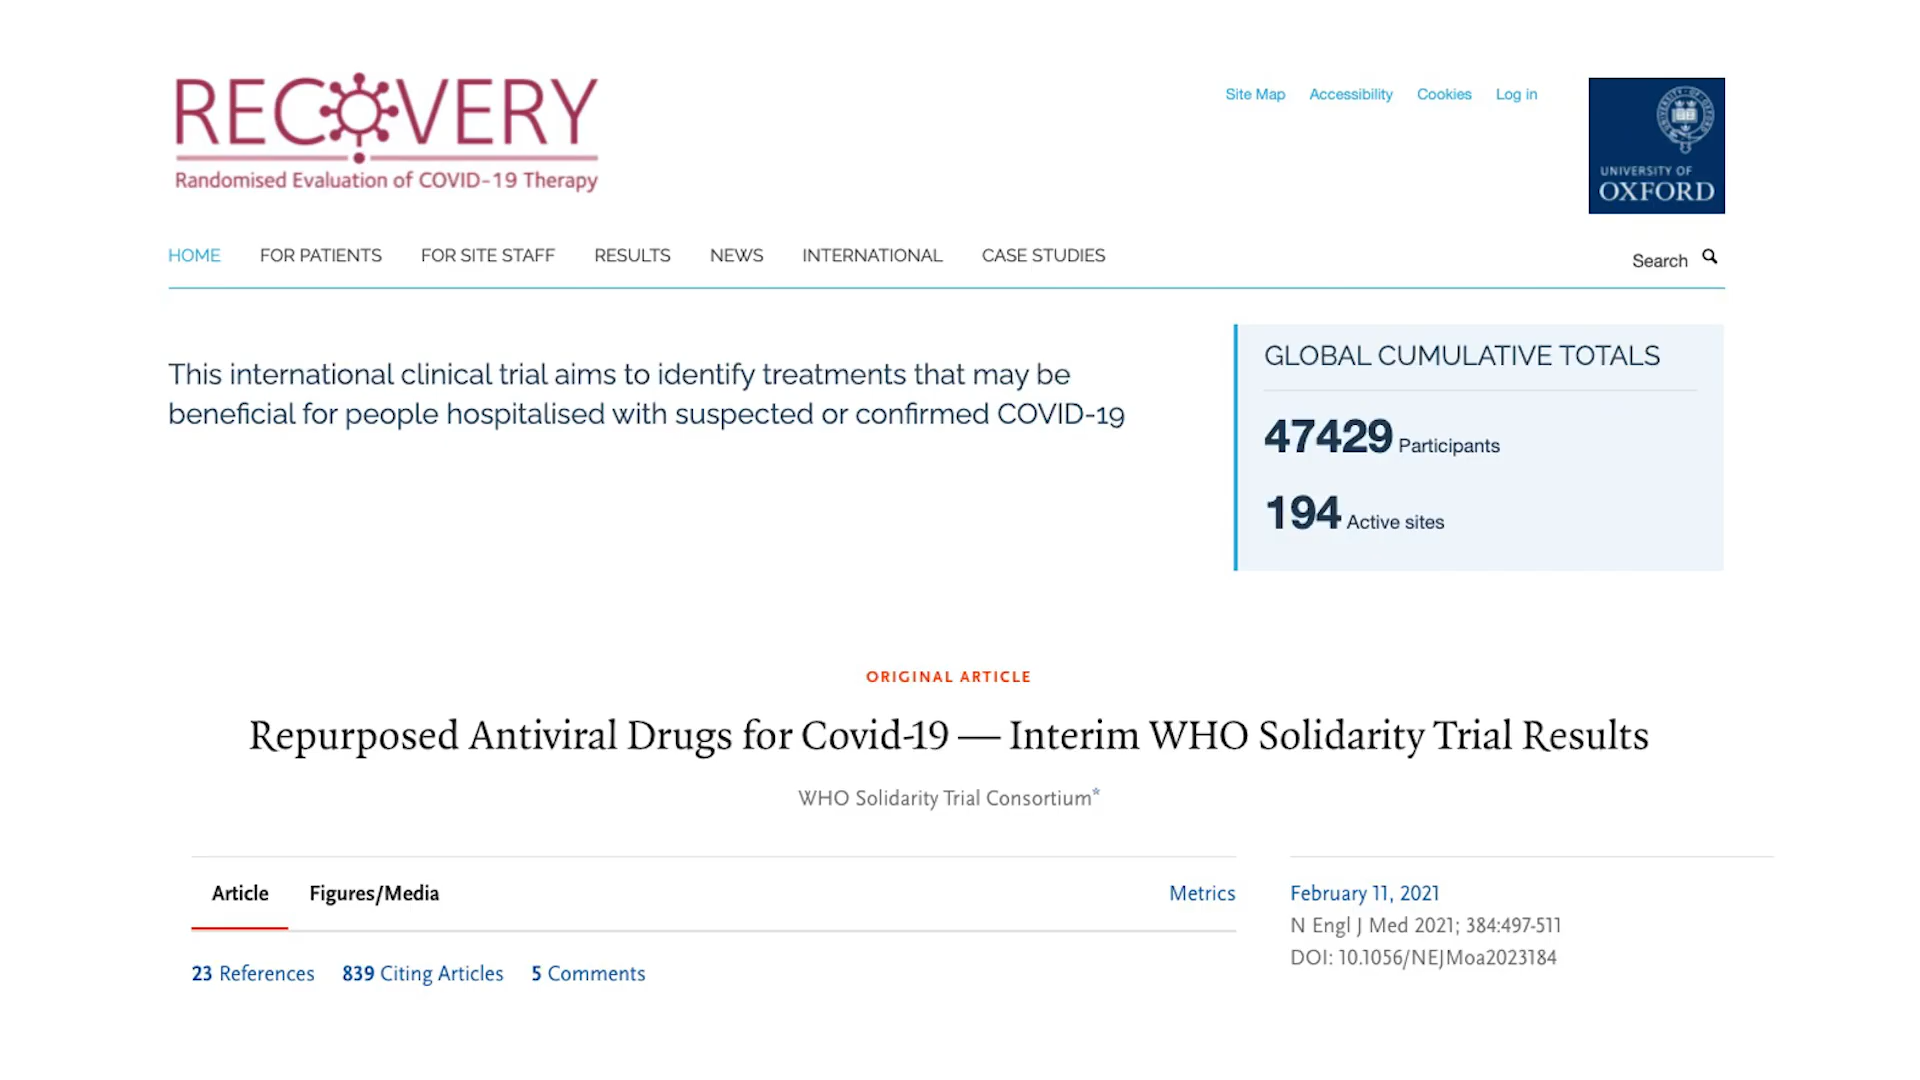 RECOVERY
Randomised Evaluation of COVID-19 Therapy
Site Map Accessibility Cookies Log in
UNIVERSITY OF
OXFORD
HOME FOR PATIENTS FOR SITE STAFF RESULTS NEWS INTERNATIONAL CASE STUDIES
Search
This international clinical trial aims to identify treatments that may be
beneficial for people hospitalised with suspected or confirmed COVID-19
GLOBAL CUMULATIVE TOTALS
47429 Participants
194 Active sites
ORIGINAL ARTICLE
Repurposed Antiviral Drugs for Covid-19 — Interim WHO Solidarity Trial Results
WHO Solidarity Trial Consortium*
Article Figures/Media Metrics
23 References 839 Citing Articles 5 Comments
February 11, 2021
N Engl J Med 2021; 384:497-511
DOI: 10.1056/NEJMoa2023184